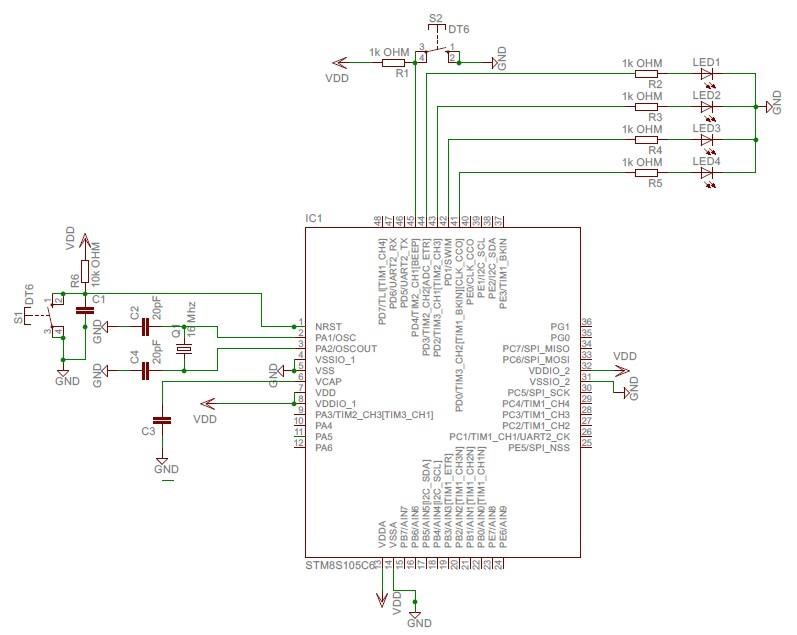 S2
DT6
3 1
4 2
1k OHM
VDD
R1
GND
1k OHM
LED1
R2
1k OHM
LED2
R3
GND
1k OHM
LED3
R4
1k OHM
LED4
R5
IC1
48
47
46
45
44
43
42
41
40
39
38
37
PD7/TLI[TIM1_CH4]
PD6/UART2_RX
PD5/UART2_TX
PD4/TIM2_CH1[BEEP]
PD3/TIM2_CH2[ADC_ETR]
PD2/TIM3_CH1[TIM2_CH3]
PD1/SWIM
PD0/TIM3_CH2[TIM1_BKIN][CLK_CCO]
PE0/CLK_CCO
PE1/I2C_SCL
PE2/I2C_SDA
PE3/TIM1_BKIN
VDD
R6
10k OHM
S1
DT6
1 2
3 4
C1
GND
GND
C2
20pF
Q1
16 Mhz
GND
C4
20pF
GND
C3
GND
VDD
1 NRST
2 PA1/OSC
3 PA2/OSCOUT
4 VSSIO_1
5 VSS
6 VCAP
7 VDD
8 VDDIO_1
9 PA3/TIM2_CH3[TIM3_CH1]
10 PA4
11 PA5
12 PA6
PG1 36
PG0 35
PC7/SPI_MISO 34
PC6/SPI_MOSI 33
VDDIO_2 32
VSSIO_2 31
PC5/SPI_SCK 30
PC4/TIM1_CH4 29
PC3/TIM1_CH3 28
PC2/TIM1_CH2 27
PC1/TIM1_CH1/UART2_CK 26
PE5/SPI_NSS 25
VDD
GND
VDDA
VSSA
PB7/AIN7
PB6/AIN6
PB5/AIN5[I2C_SDA]
PB4/AIN4[I2C_SCL]
PB3/AIN3[TIM1_ETR]
PB2/AIN2[TIM1_CH3N]
PB1/AIN1[TIM1_CH2N]
PB0/AIN0[TIM1_CH1N]
PE7/AIN8
PE6/AIN9
STM8S105C6
13
14
15
16
17
18
19
20
21
22
23
24
VDD
GND